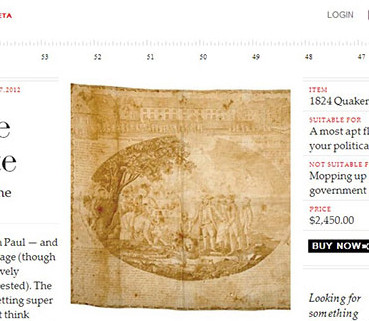 ETA
LOGIN
53 52 51 50 49 48 47
7.2012
ITEM
1824 Quaker
SUITABLE FOR
A most apt fl
your politica
e
te
NOT SUITABLE F
Mopping up
government
ne
PRICE
$2,450.00
n Paul — and
age (though
vely
ested). The
etting super
t think
BUY NOW
Looking for
something